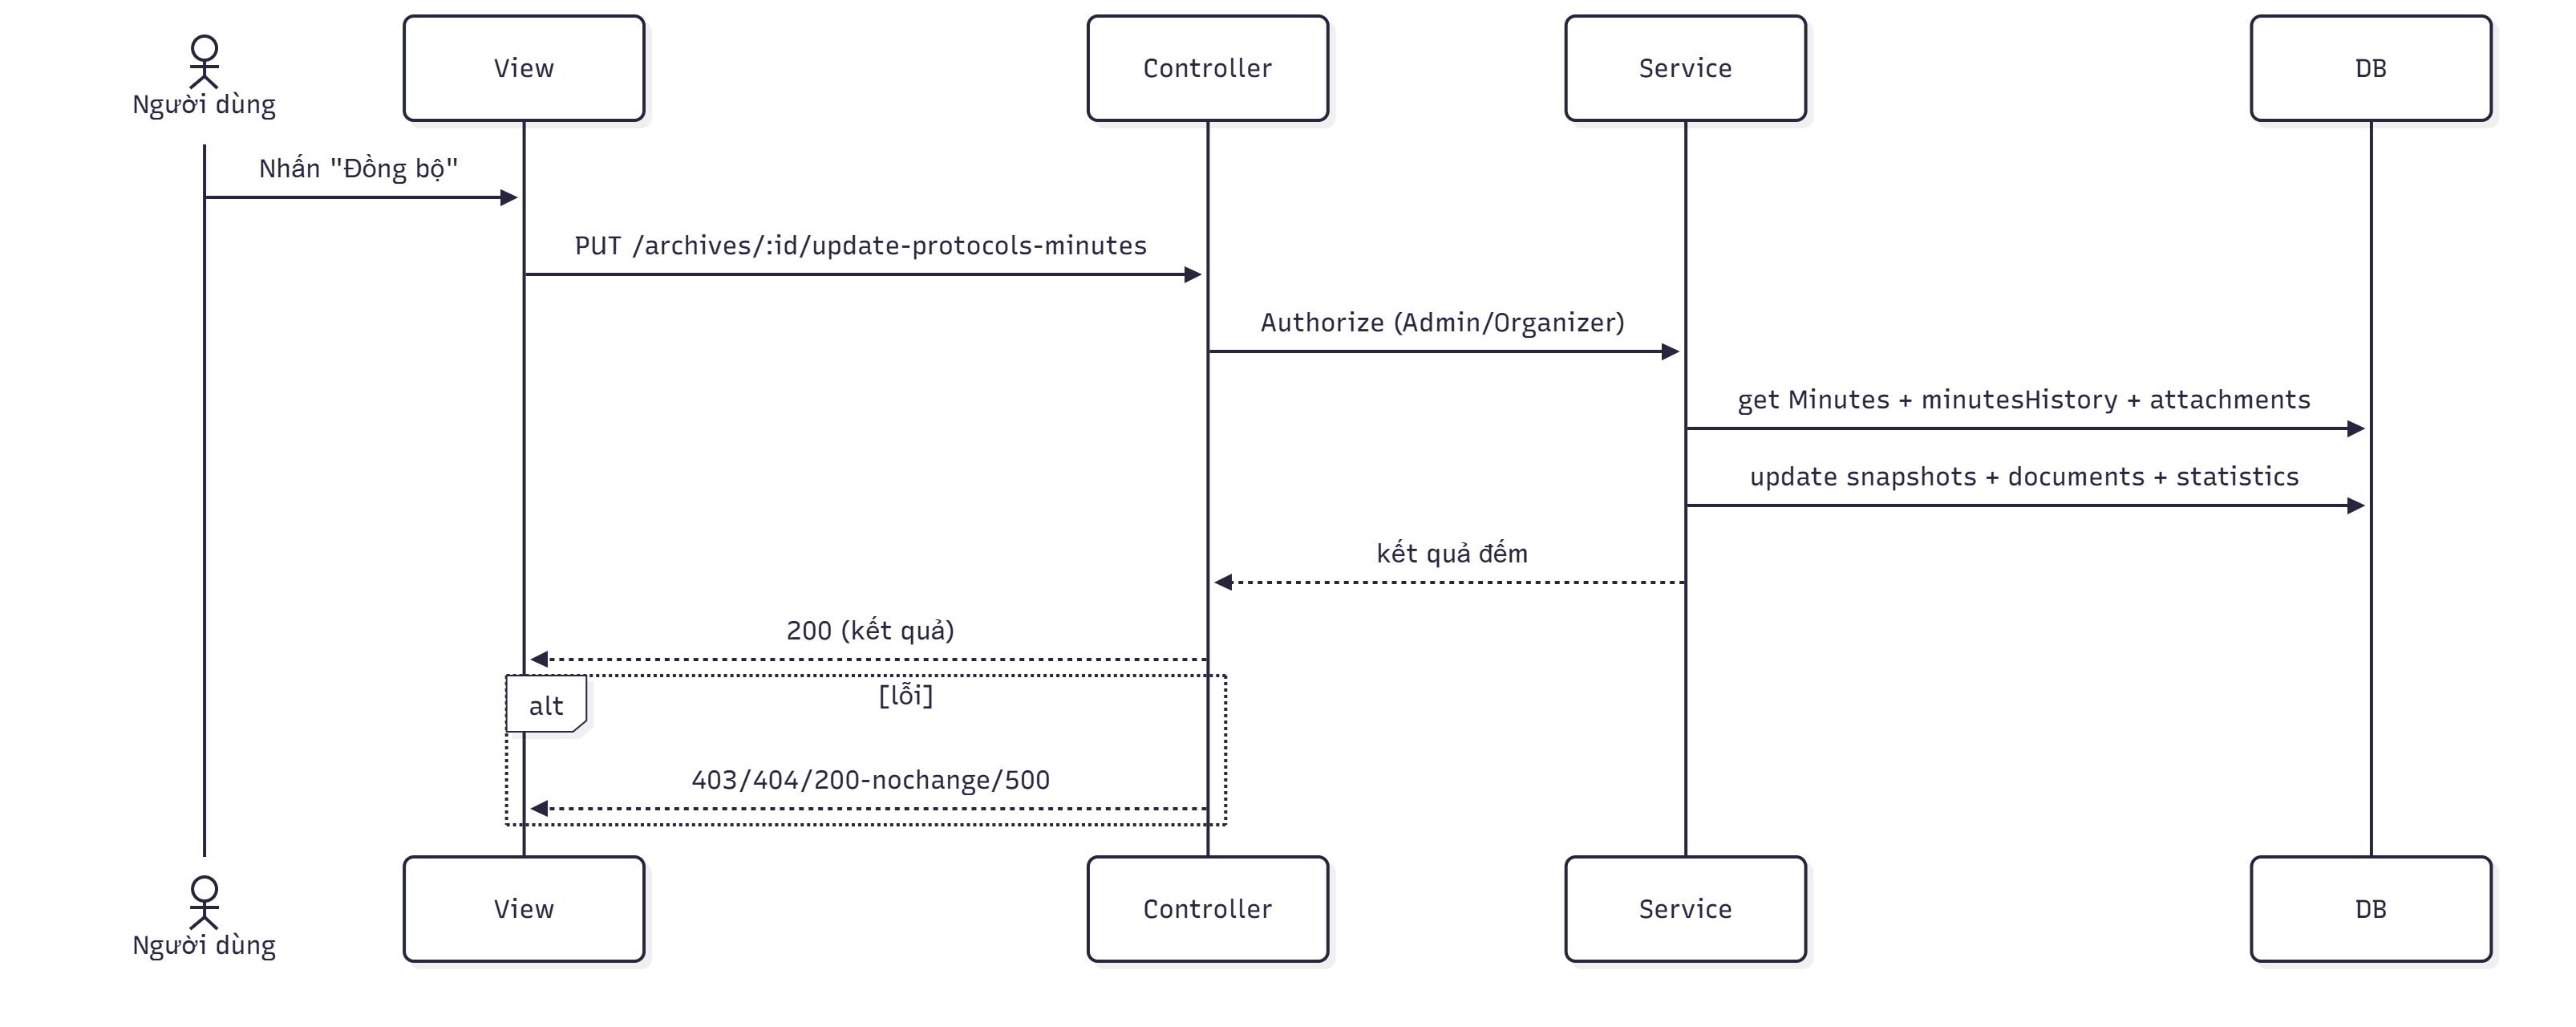 Người dùng
View
Controller
Service
DB
Nhấn "Đồng bộ"
PUT /archives/:id/update-protocols-minutes
Authorize (Admin/Organizer)
get Minutes + minutesHistory + attachments
update snapshots + documents + statistics
kết quả đếm
200 (kết quả)
alt
[lỗi]
403/404/200-nochange/500
Người dùng
View
Controller
Service
DB